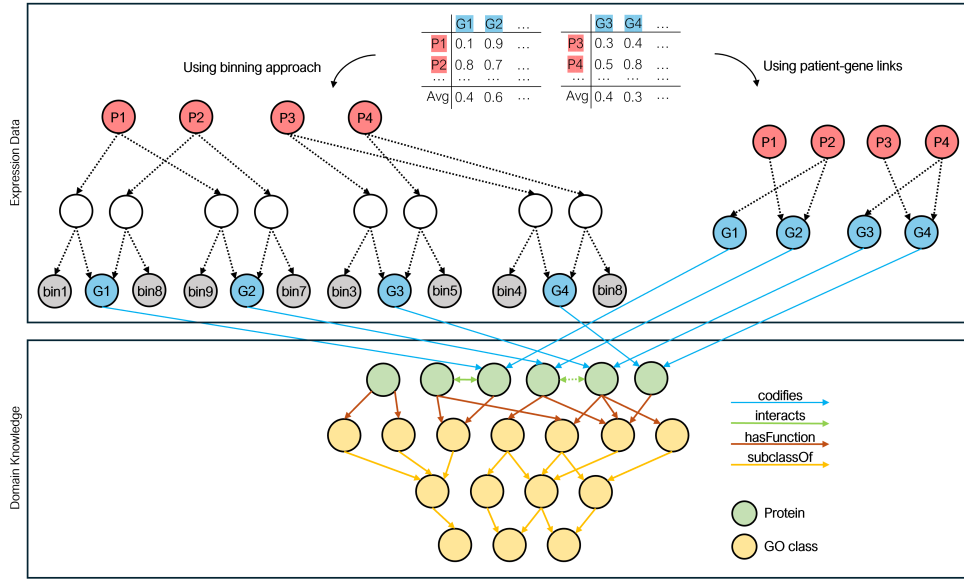 Expression Data
G1 G2 ...
P1 0.1 0.9 ...
P2 0.8 0.7 ...
... ... ...
Avg 0.4 0.6 ...
G3 G4 ...
P3 0.3 0.4 ...
P4 0.5 0.8 ...
... ... ...
Avg 0.4 0.3 ...
Using binning approach
Using patient-gene links
P1 P2 P3 P4
P1 P2 P3 P4
G1 G2 G3 G4
bin1 G1 bin8 bin9 G2 bin7 bin3 G3 bin5 bin4 G4 bin8
Domain Knowledge
codifies
interacts
hasFunction
subclassOf
Protein
GO class